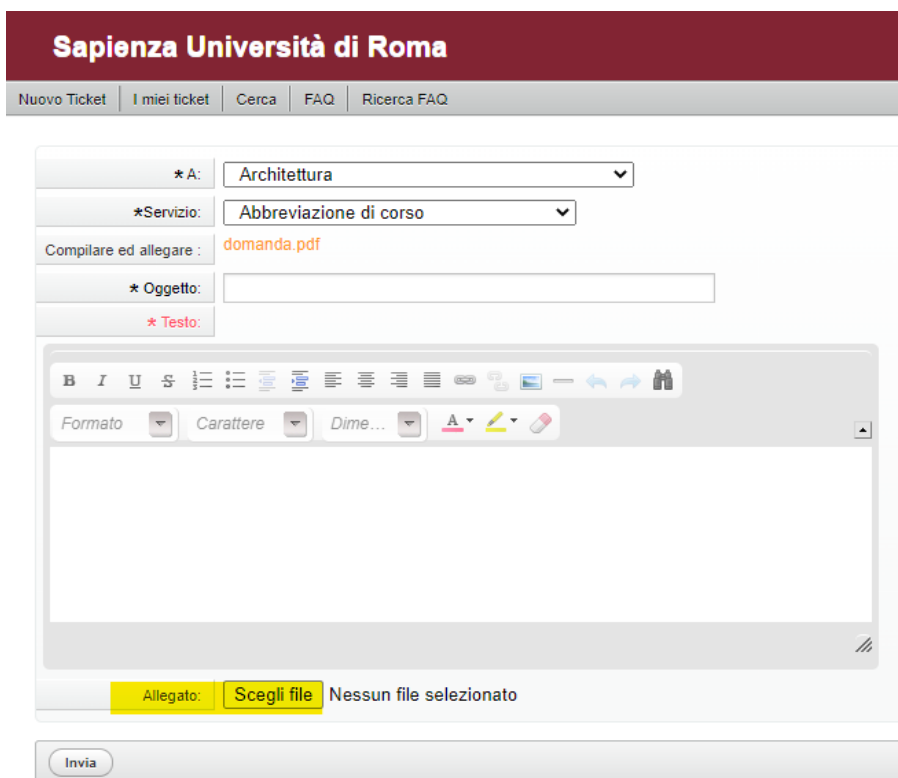 Sapienza Università di Roma
Nuovo Ticket I miei ticket Cerca FAQ Ricerca FAQ
* A: Architettura
*Servizio: Abbreviazione di corso
Compilare ed allegare : domanda.pdf
* Oggetto:
* Testo:
B I U S
Formato Carattere Dime... A
Allegato: Scegli file Nessun file selezionato
Invia